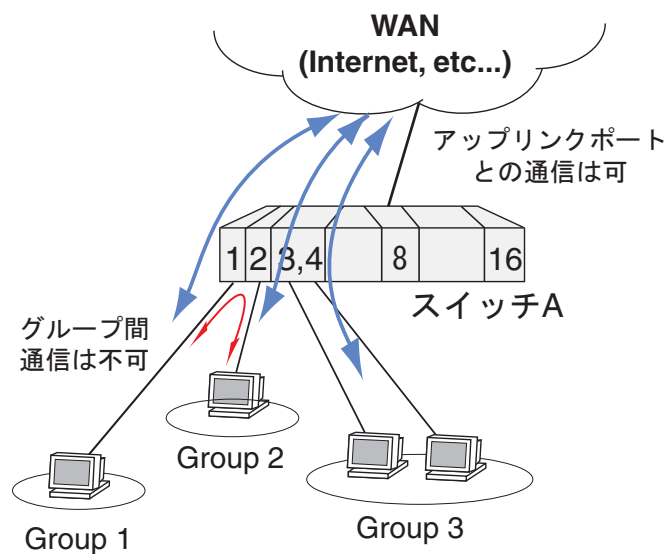 WAN
(Internet, etc...)
アップリンクポート
との通信は可
1 2 3,4 8 16
スイッチA
グループ間
通信は不可
Group 2
Group 3
Group 1